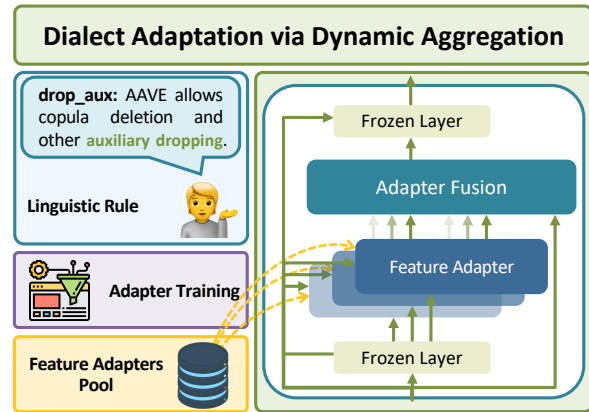 Dialect Adaptation via Dynamic Aggregation
drop_aux: AAVE allows
copula deletion and
other auxiliary dropping.
Linguistic Rule
Adapter Training
Feature Adapters
Pool
Frozen Layer
Adapter Fusion
Feature Adapter
Frozen Layer